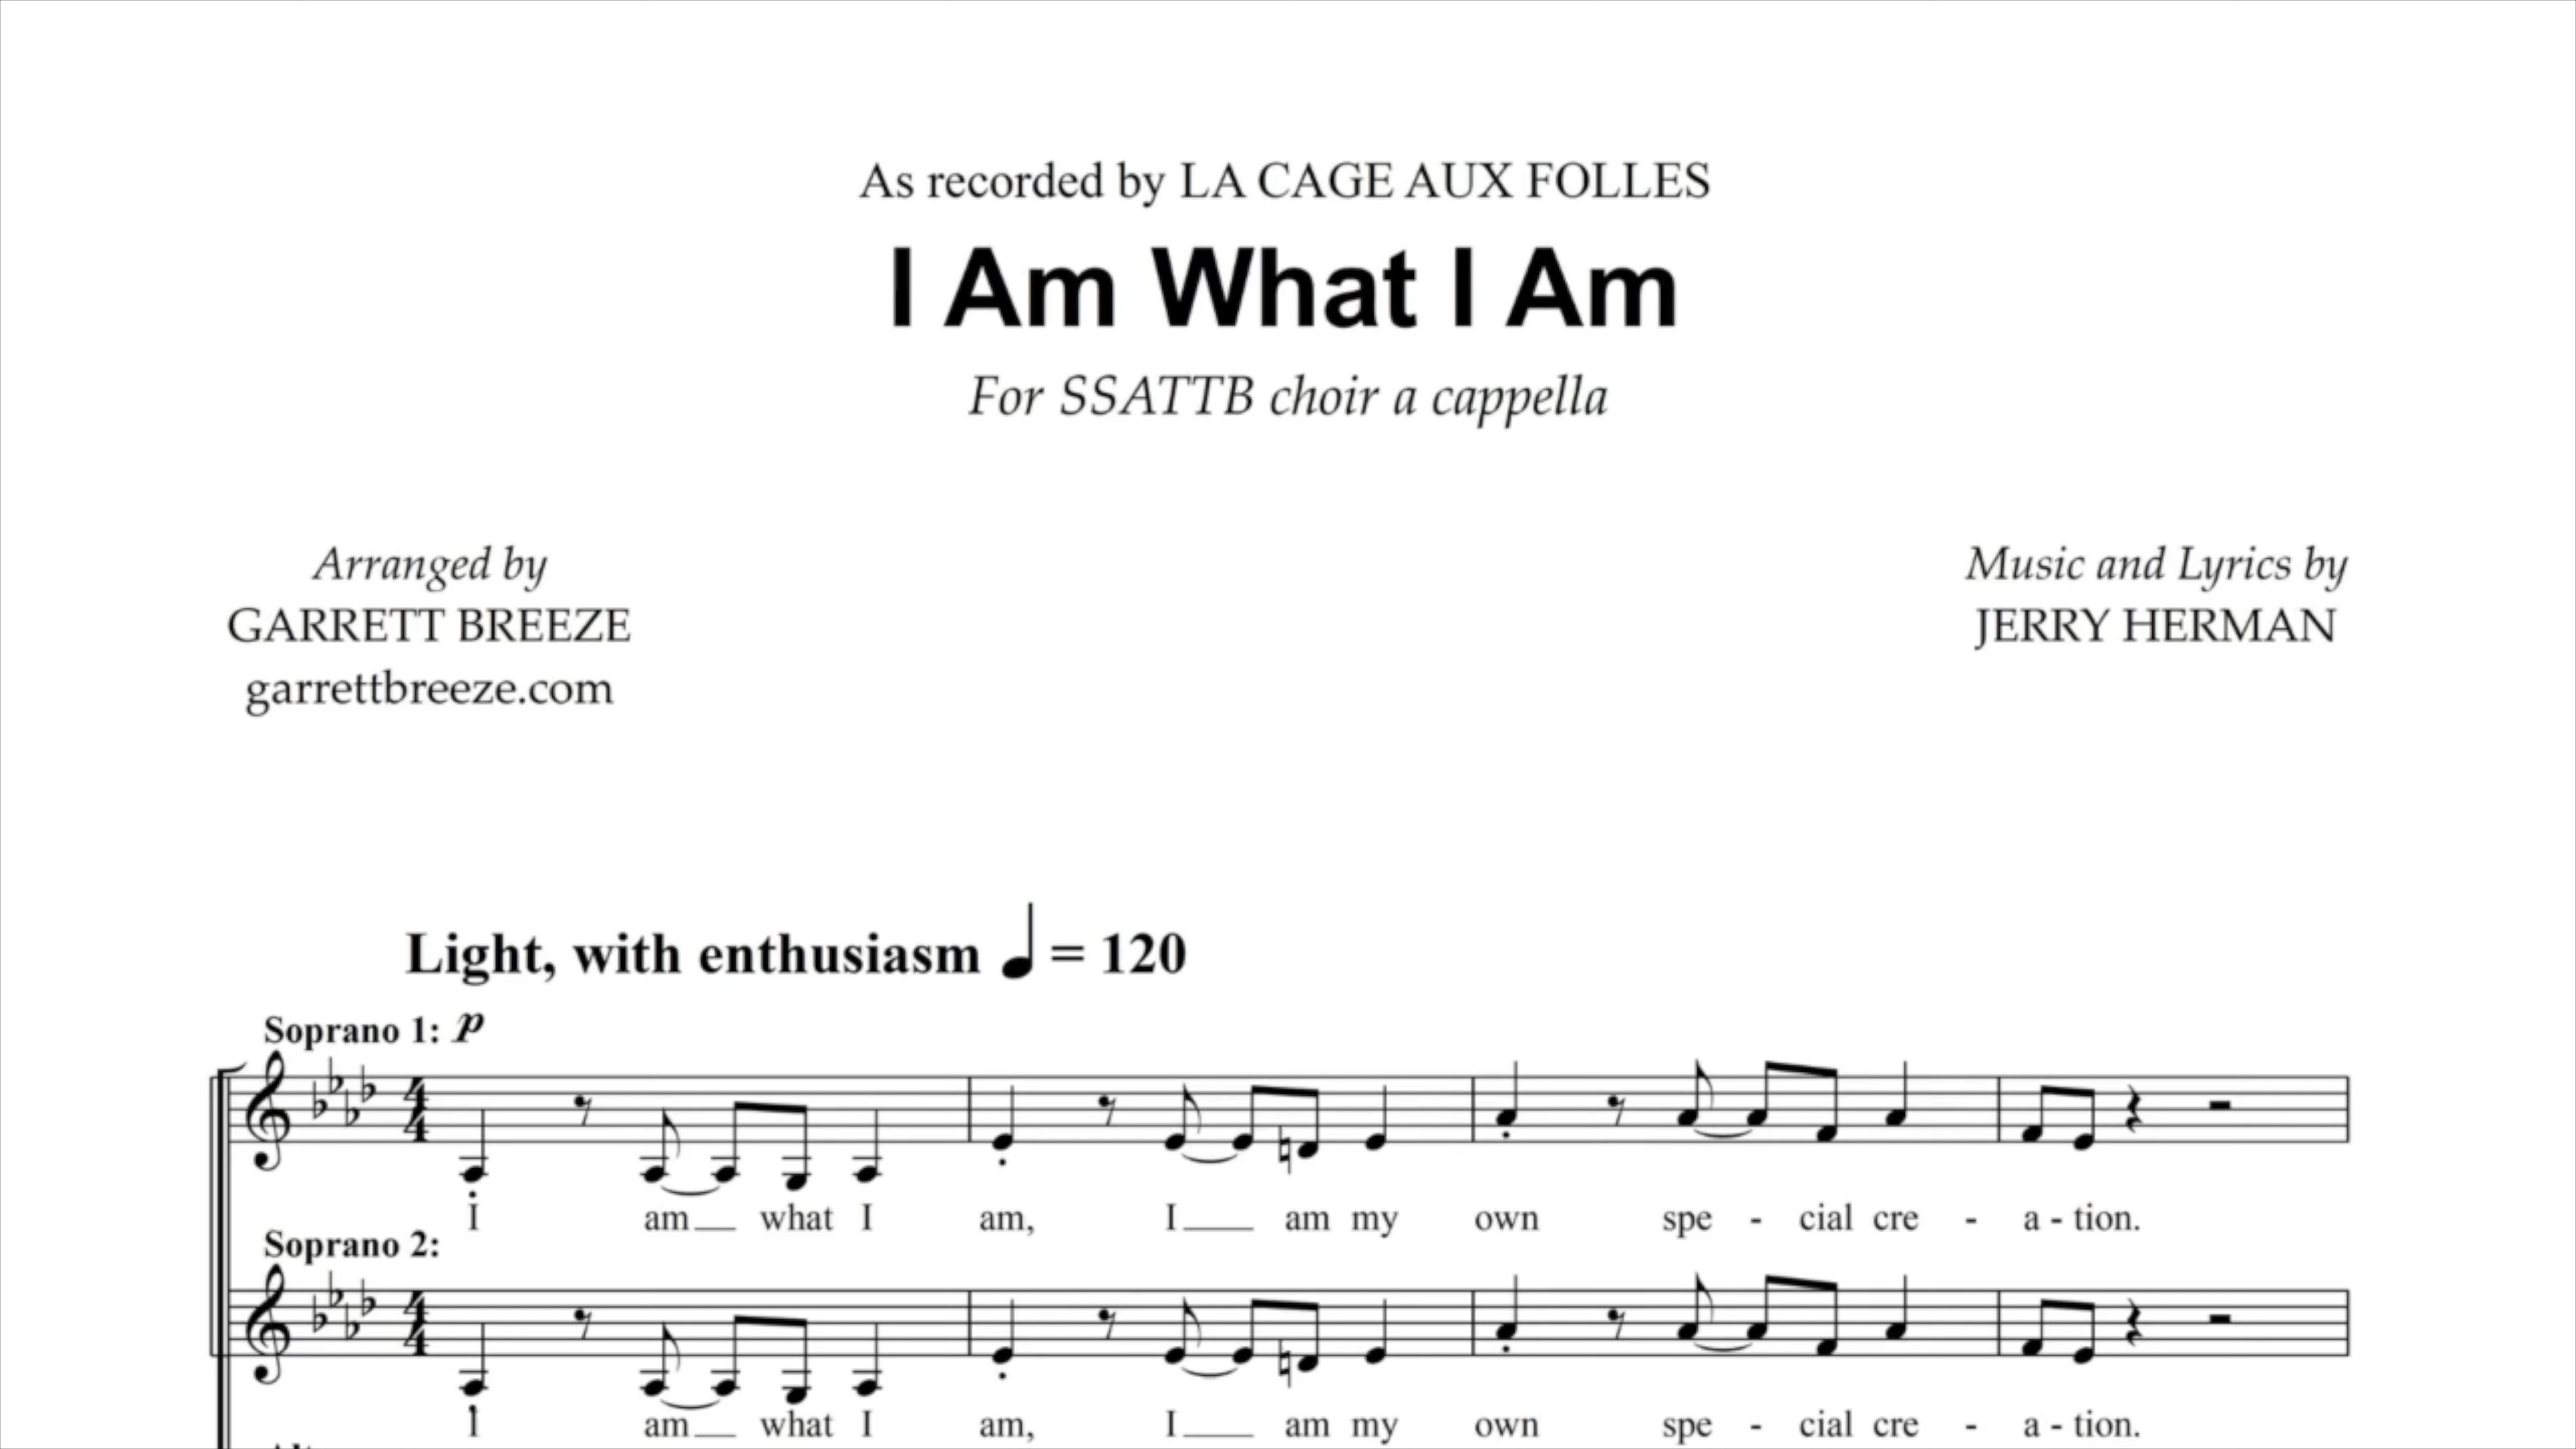 As recorded by LA CAGE AUX FOLLES
I Am What I Am
For SSATTB choir a cappella
Arranged by
GARRETT BREEZE
garrettbreeze.com
Music and Lyrics by
JERRY HERMAN
Light, with enthusiasm ♩ = 120
Soprano 1: p
I am what I am, I am my own spe - cial cre - a - tion.
Soprano 2:
I am what I am, I am my own spe - cial cre - a - tion.